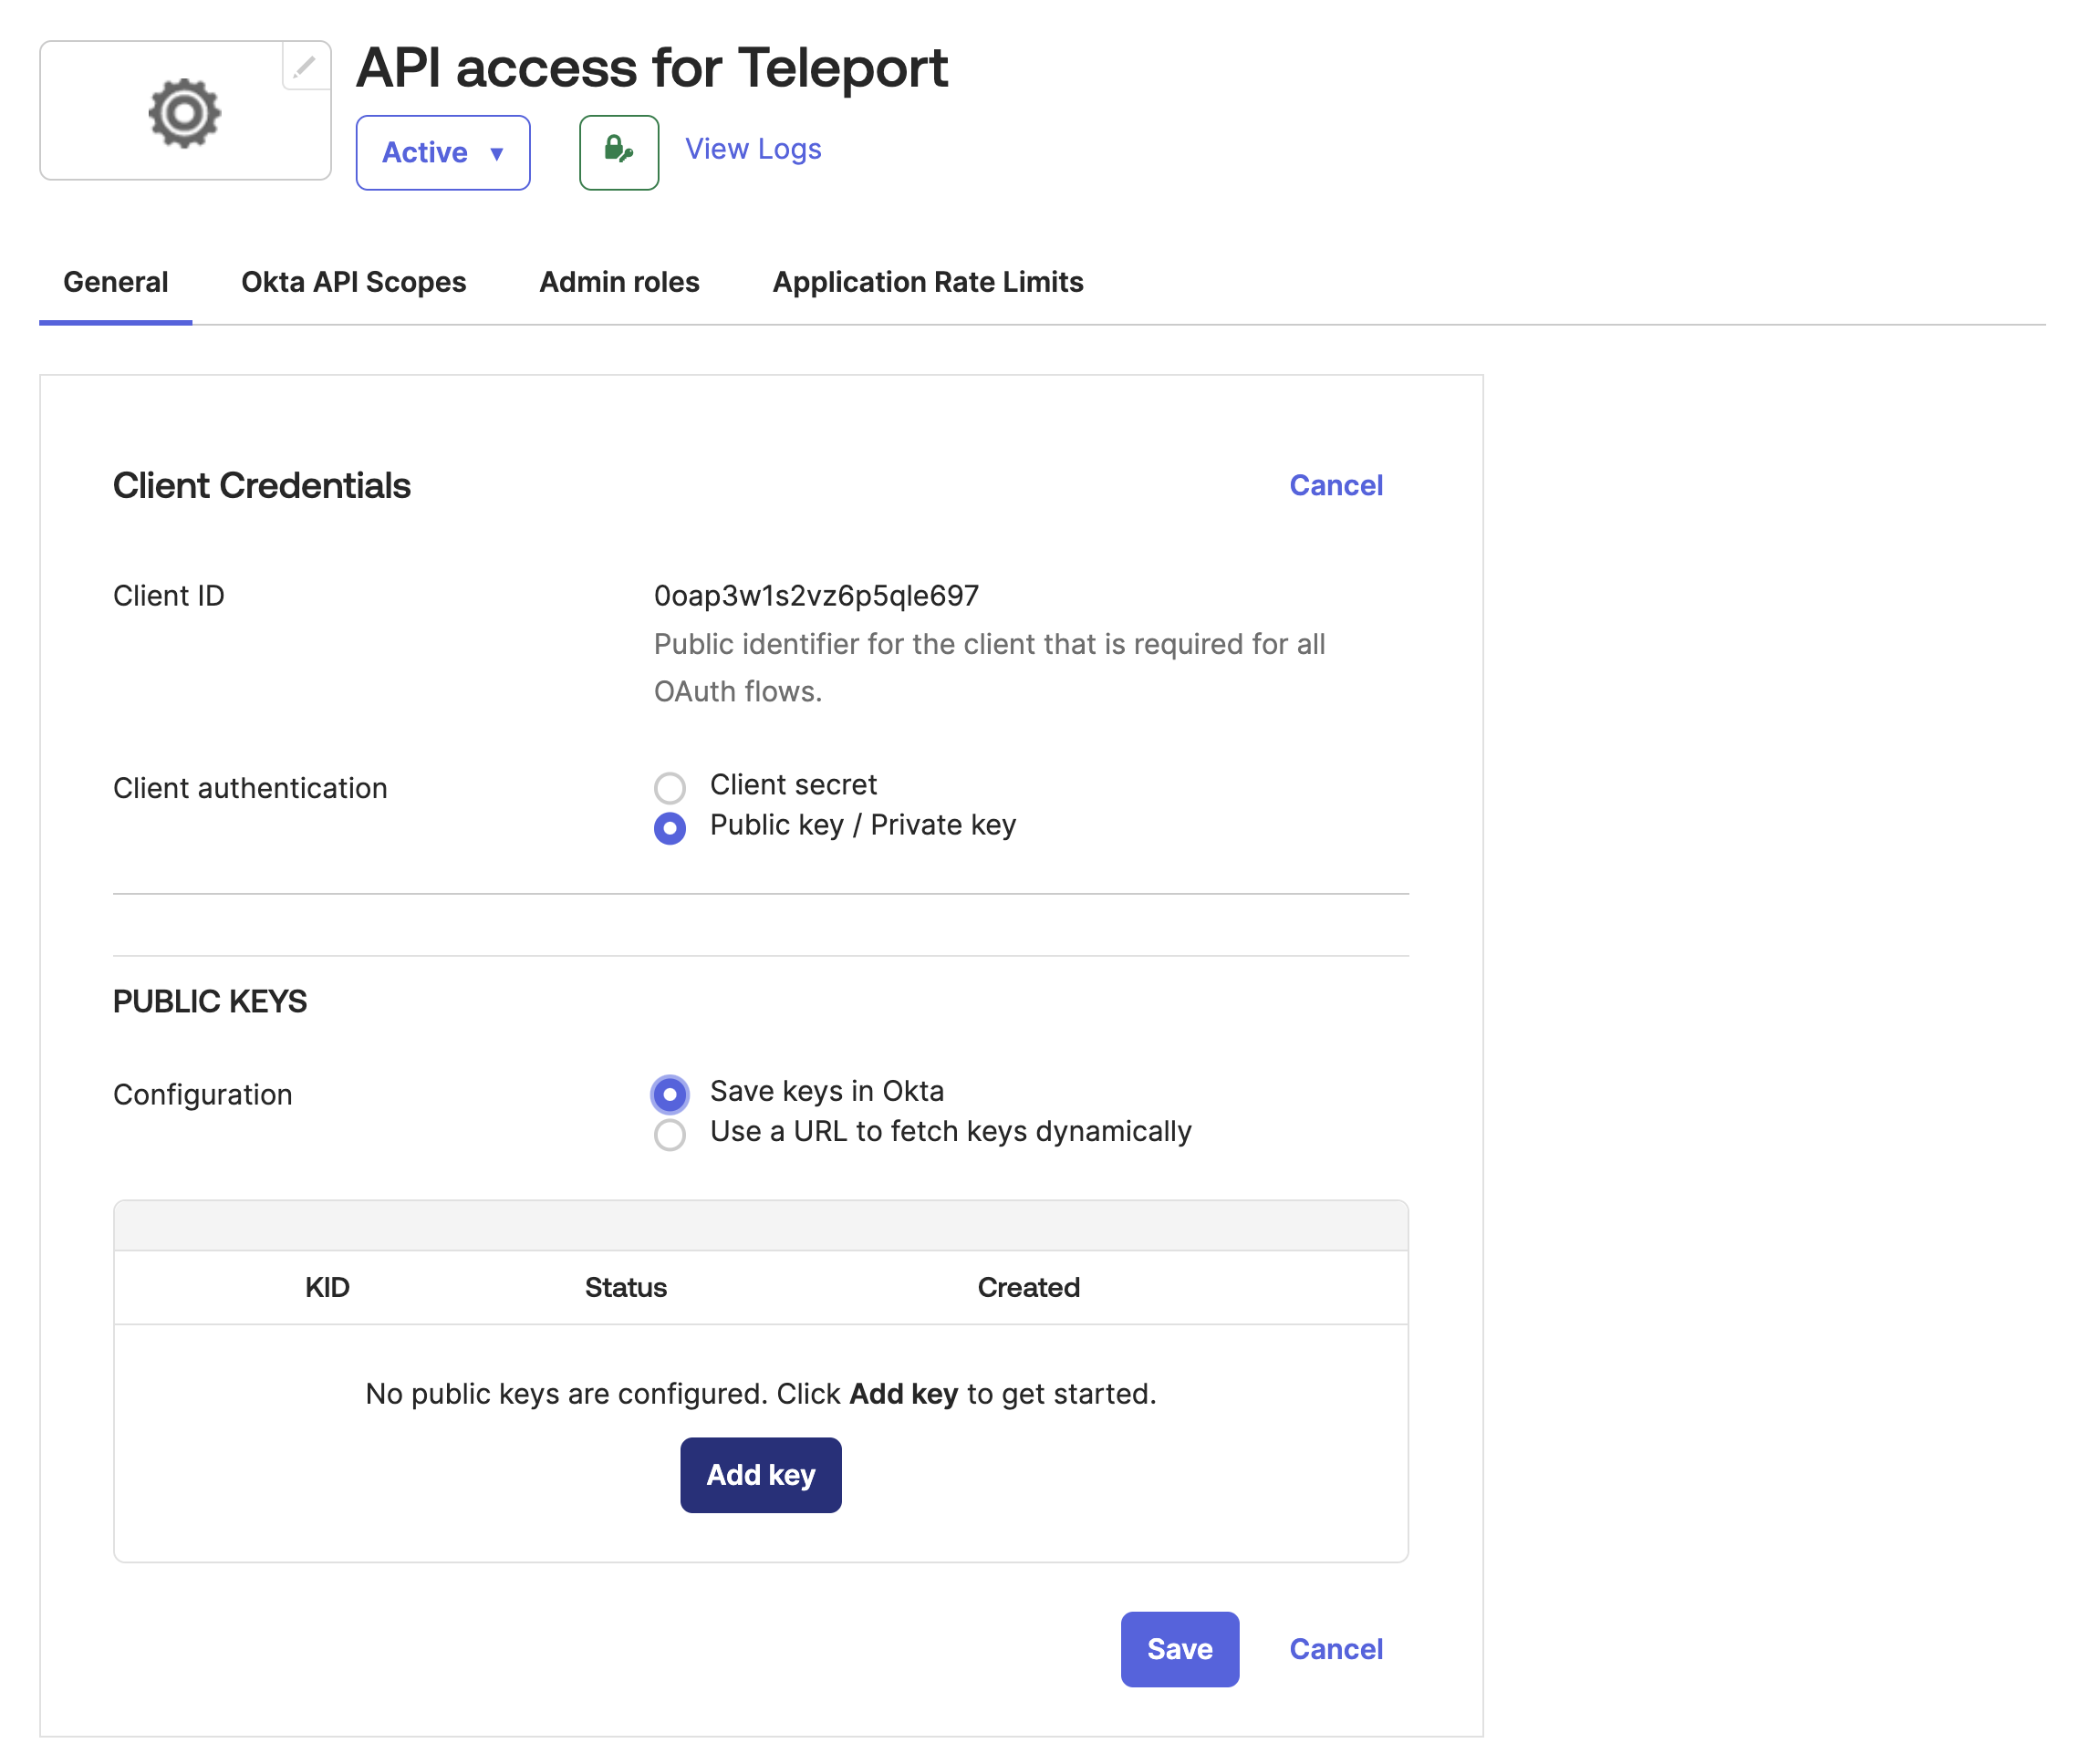 API access for Teleport
Active
View Logs
General
Okta API Scopes
Admin roles
Application Rate Limits
Client Credentials
Cancel
Client ID
0oap3w1s2vz6p5qle697
Public identifier for the client that is required for all
OAuth flows.
Client authentication
Client secret
Public key / Private key
PUBLIC KEYS
Configuration
Save keys in Okta
Use a URL to fetch keys dynamically
KID
Status
Created
No public keys are configured. Click Add key to get started.
Add key
Save
Cancel